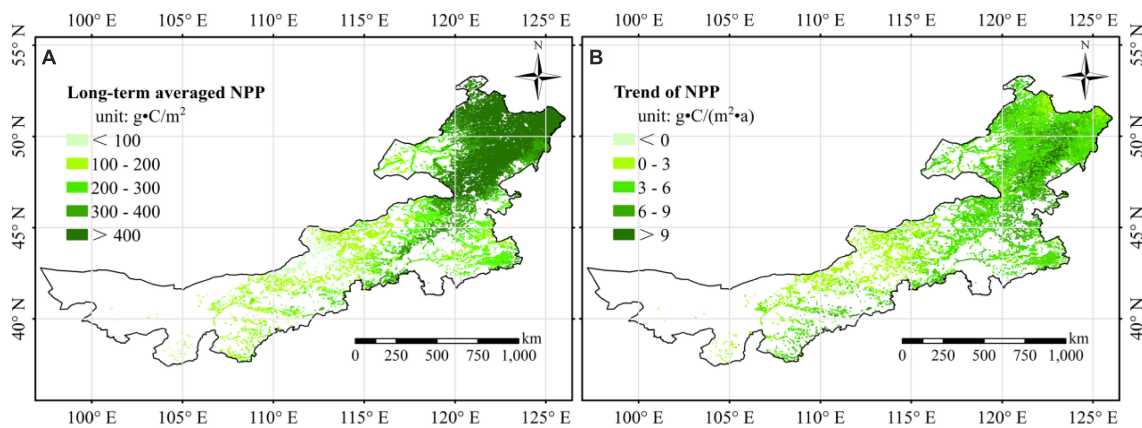 100° E 105° E 110° E 115° E 120° E 125° E 100° E 105° E 110° E 115° E 120° E 125° E
A
N
Long-term averaged NPP
unit: g•C/m²
< 100
100 - 200
200 - 300
300 - 400
> 400
55° N
50° N
45° N
40° N
km
0 250 500 750 1,000
B
N
Trend of NPP
unit: g•C/(m²•a)
< 0
0 - 3
3 - 6
6 - 9
> 9
km
0 250 500 750 1,000
55° N
50° N
45° N
40° N
100° E 105° E 110° E 115° E 120° E 125° E 100° E 105° E 110° E 115° E 120° E 125° E